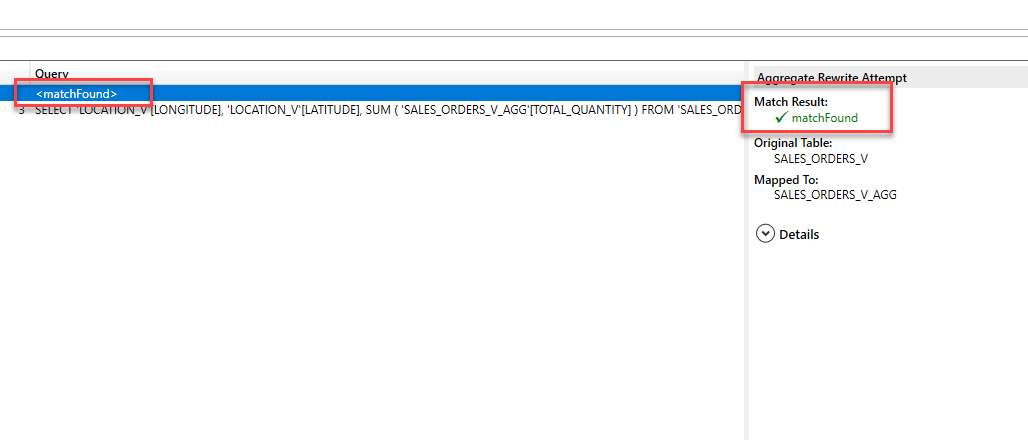 Query
<matchFound>
3 SELECT 'LOCATION_V'[LONGITUDE], 'LOCATION_V'[LATITUDE], SUM ( 'SALES_ORDERS_V_AGG'[TOTAL_QUANTITY] ) FROM 'SALES_ORD
Aggregate Rewrite Attempt
Match Result:
✓ matchFound
Original Table:
SALES_ORDERS_V
Mapped To:
SALES_ORDERS_V_AGG
Details